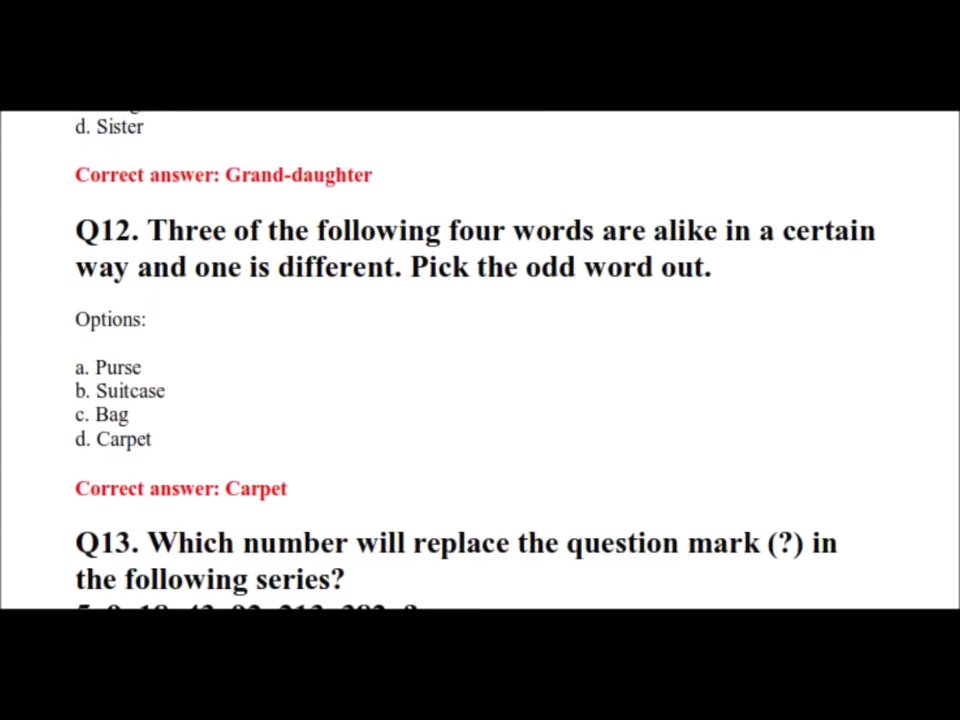 d. Sister
Correct answer: Grand-daughter
Q12. Three of the following four words are alike in a certain
way and one is different. Pick the odd word out.
Options:
a. Purse
b. Suitcase
c. Bag
d. Carpet
Correct answer: Carpet
Q13. Which number will replace the question mark (?) in
the following series?